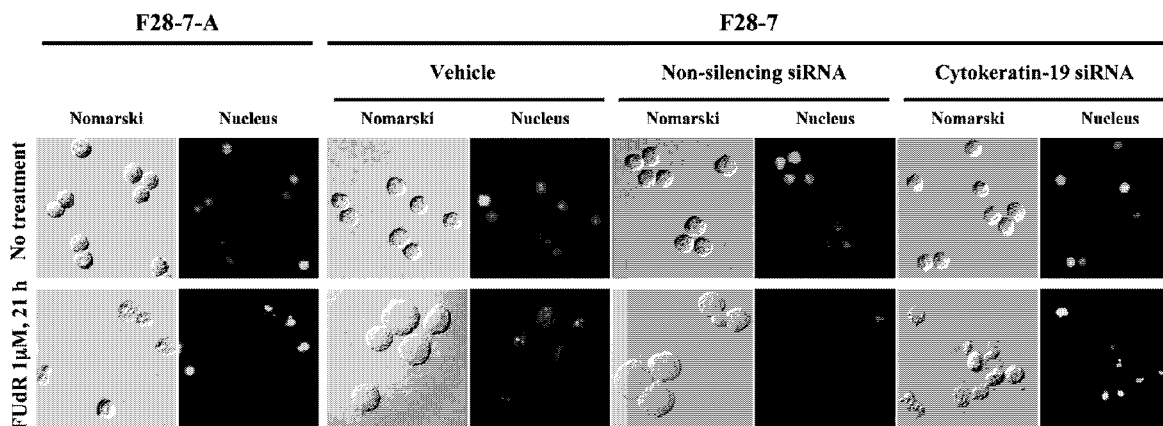 F28-7-A F28-7
Vehicle Non-silencing siRNA Cytokeratin-19 siRNA
Nomarski Nucleus Nomarski Nucleus Nomarski Nucleus Nomarski Nucleus
No treatment
FUdR 1µM, 21 h